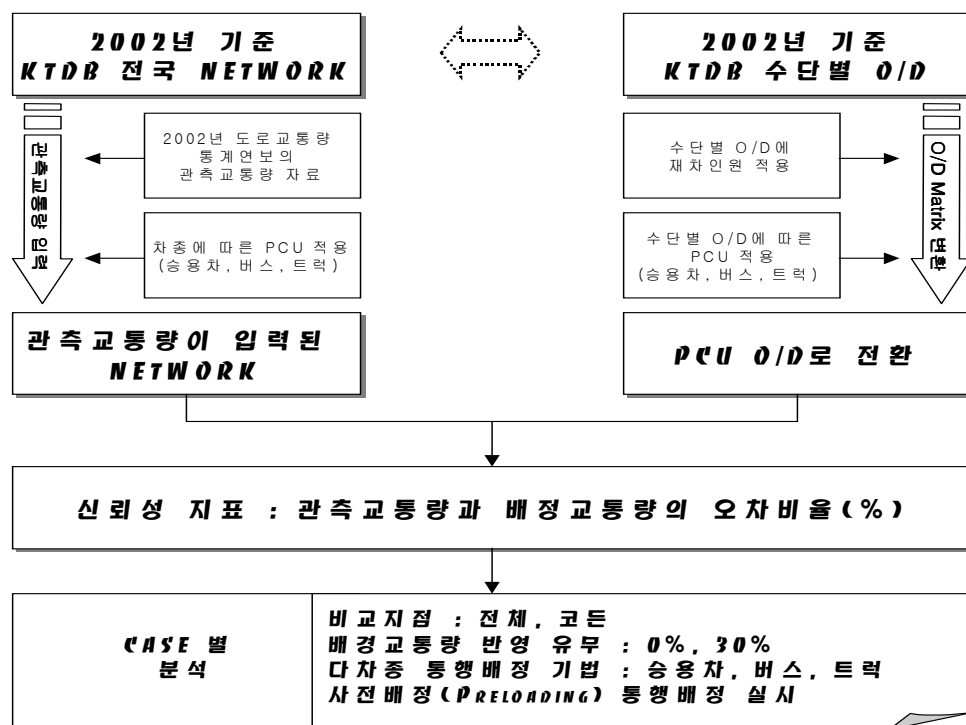 2002년 기준
KTDB 전국 NETWORK
2002년 기준
KTDB 수단별 O/D
관측교통량 입력
2002년 도로교통량
통계연보의
관측교통량 자료
차종에 따른 PCU 적용
(승용차, 버스, 트럭)
수단별 O/D에
재차인원 적용
수단별 O/D에 따른
PCU 적용
(승용차, 버스, 트럭)
O/D Matrix 변환
관측교통량이 입력된
NETWORK
PCU O/D로 전환
신뢰성 지표 : 관측교통량과 배정교통량의 오차비율(%)
CASE 별
분석
비교지점 : 전체, 코든
배경교통량 반영 유무 : 0%, 30%
다차종 통행배정 기법 : 승용차, 버스, 트럭
사전배정(PRELOADING) 통행배정 실시